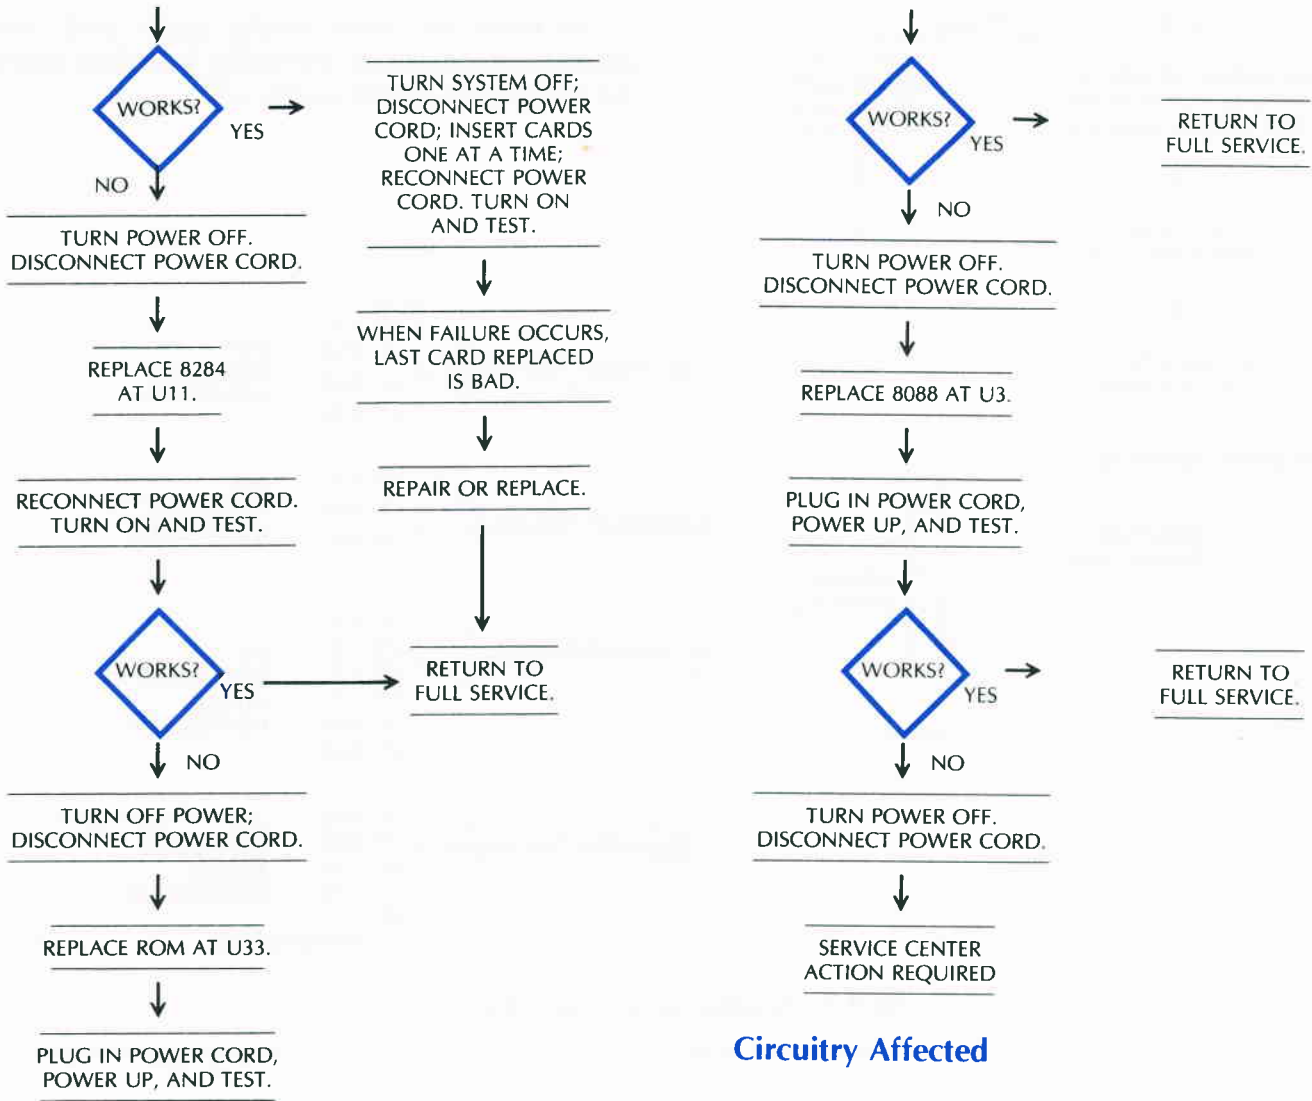 WORKS?
YES
NO
TURN POWER OFF.
DISCONNECT POWER CORD.
REPLACE 8284
AT U11.
RECONNECT POWER CORD.
TURN ON AND TEST.
WORKS?
YES
NO
TURN OFF POWER;
DISCONNECT POWER CORD.
REPLACE ROM AT U33.
PLUG IN POWER CORD,
POWER UP, AND TEST.
TURN SYSTEM OFF;
DISCONNECT POWER
CORD; INSERT CARDS
ONE AT A TIME;
RECONNECT POWER
CORD. TURN ON
AND TEST.
WHEN FAILURE OCCURS,
LAST CARD REPLACED
IS BAD.
REPAIR OR REPLACE.
RETURN TO
FULL SERVICE.
WORKS?
YES
RETURN TO
FULL SERVICE.
NO
TURN POWER OFF.
DISCONNECT POWER CORD.
REPLACE 8088 AT U3.
PLUG IN POWER CORD,
POWER UP, AND TEST.
WORKS?
YES
RETURN TO
FULL SERVICE.
NO
TURN POWER OFF.
DISCONNECT POWER CORD.
SERVICE CENTER
ACTION REQUIRED
Circuitry Affected